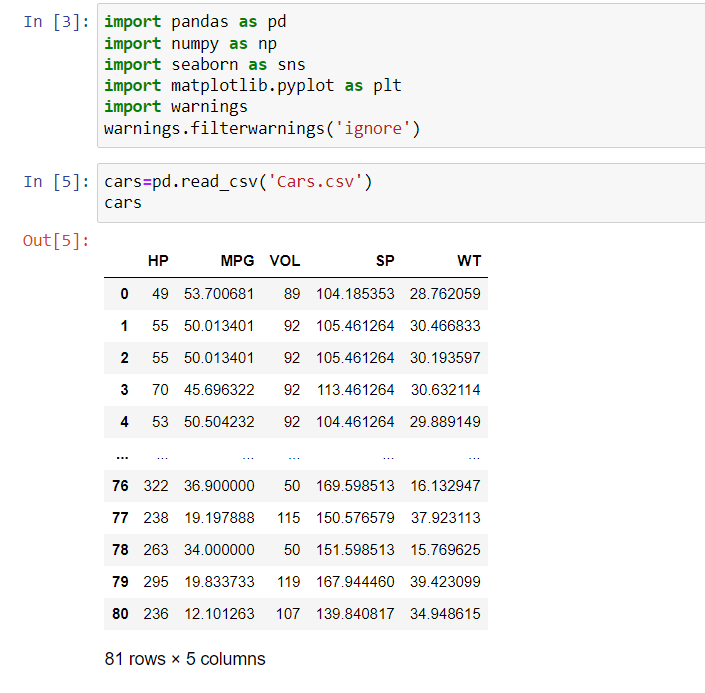 In [3]: import pandas as pd
import numpy as np
import seaborn as sns
import matplotlib.pyplot as plt
import warnings
warnings.filterwarnings('ignore')
In [5]: cars=pd.read_csv('Cars.csv')
cars
Out[5]:
HP MPG VOL SP WT
0 49 53.700681 89 104.185353 28.762059
1 55 50.013401 92 105.461264 30.466833
2 55 50.013401 92 105.461264 30.193597
3 70 45.696322 92 113.461264 30.632114
4 53 50.504232 92 104.461264 29.889149
... ... ... ... ... ...
76 322 36.900000 50 169.598513 16.132947
77 238 19.197888 115 150.576579 37.923113
78 263 34.000000 50 151.598513 15.769625
79 295 19.833733 119 167.944460 39.423099
80 236 12.101263 107 139.840817 34.948615
81 rows × 5 columns